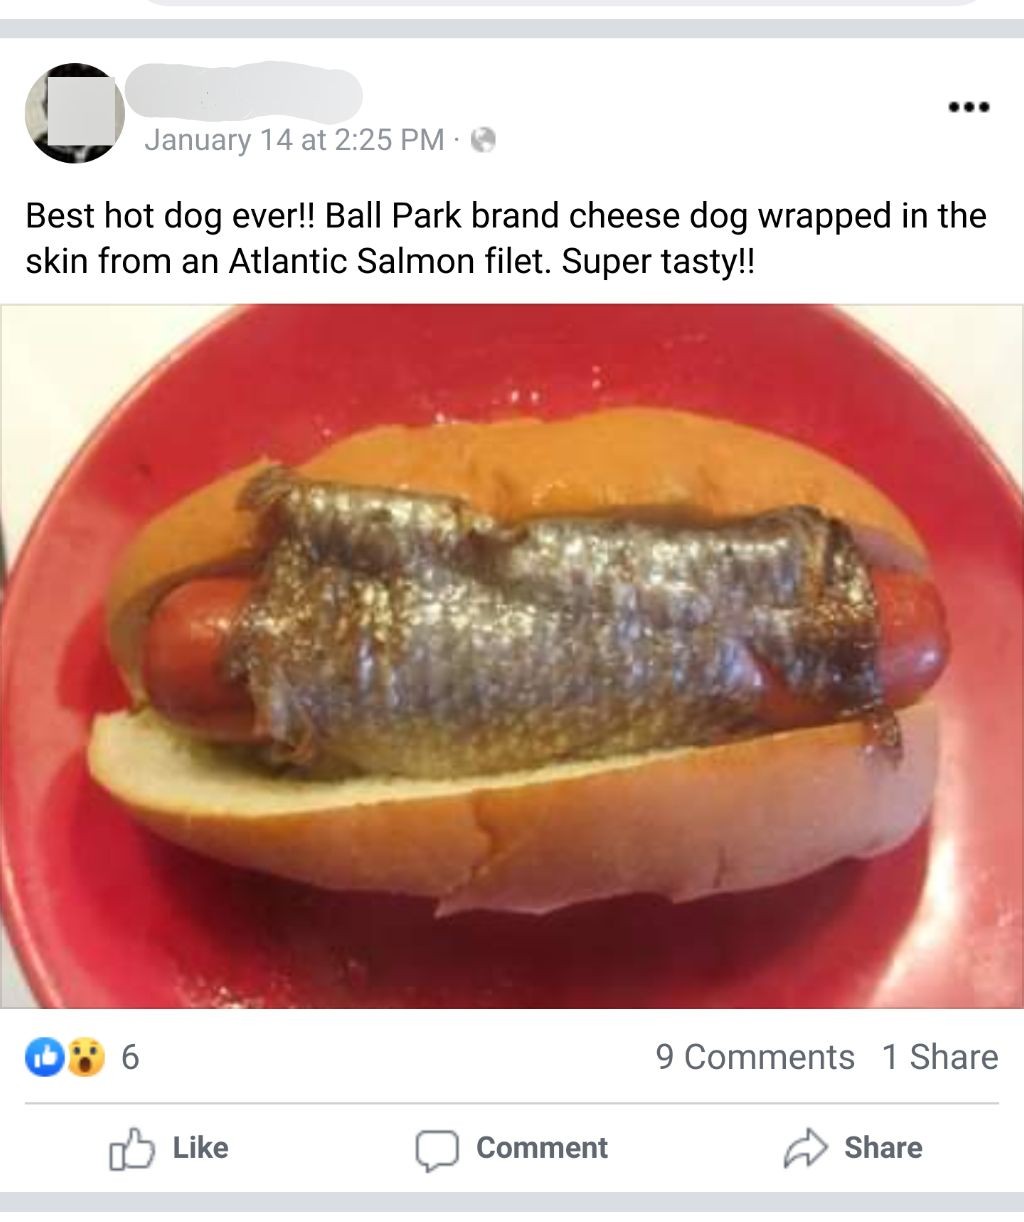 January 14 at 2:25 PM ·
Best hot dog ever!! Ball Park brand cheese dog wrapped in the
skin from an Atlantic Salmon filet. Super tasty!!
6 9 Comments 1 Share
Like Comment Share